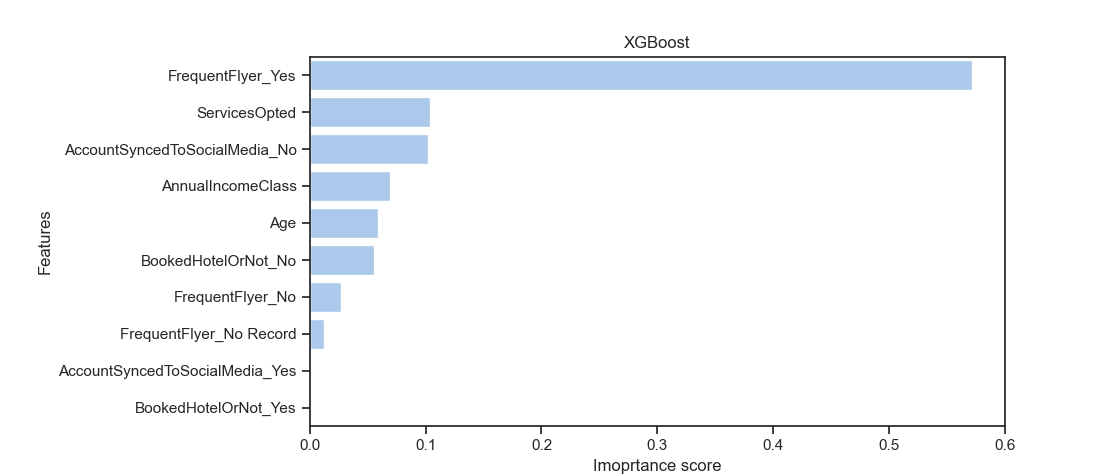 XGBoost
FrequentFlyer_Yes
ServicesOpted
AccountSyncedToSocialMedia_No
AnnualIncomeClass
Age
BookedHotelOrNot_No
FrequentFlyer_No
FrequentFlyer_No Record
AccountSyncedToSocialMedia_Yes
BookedHotelOrNot_Yes
Features
0.0 0.1 0.2 0.3 0.4 0.5 0.6
Imoprtance score